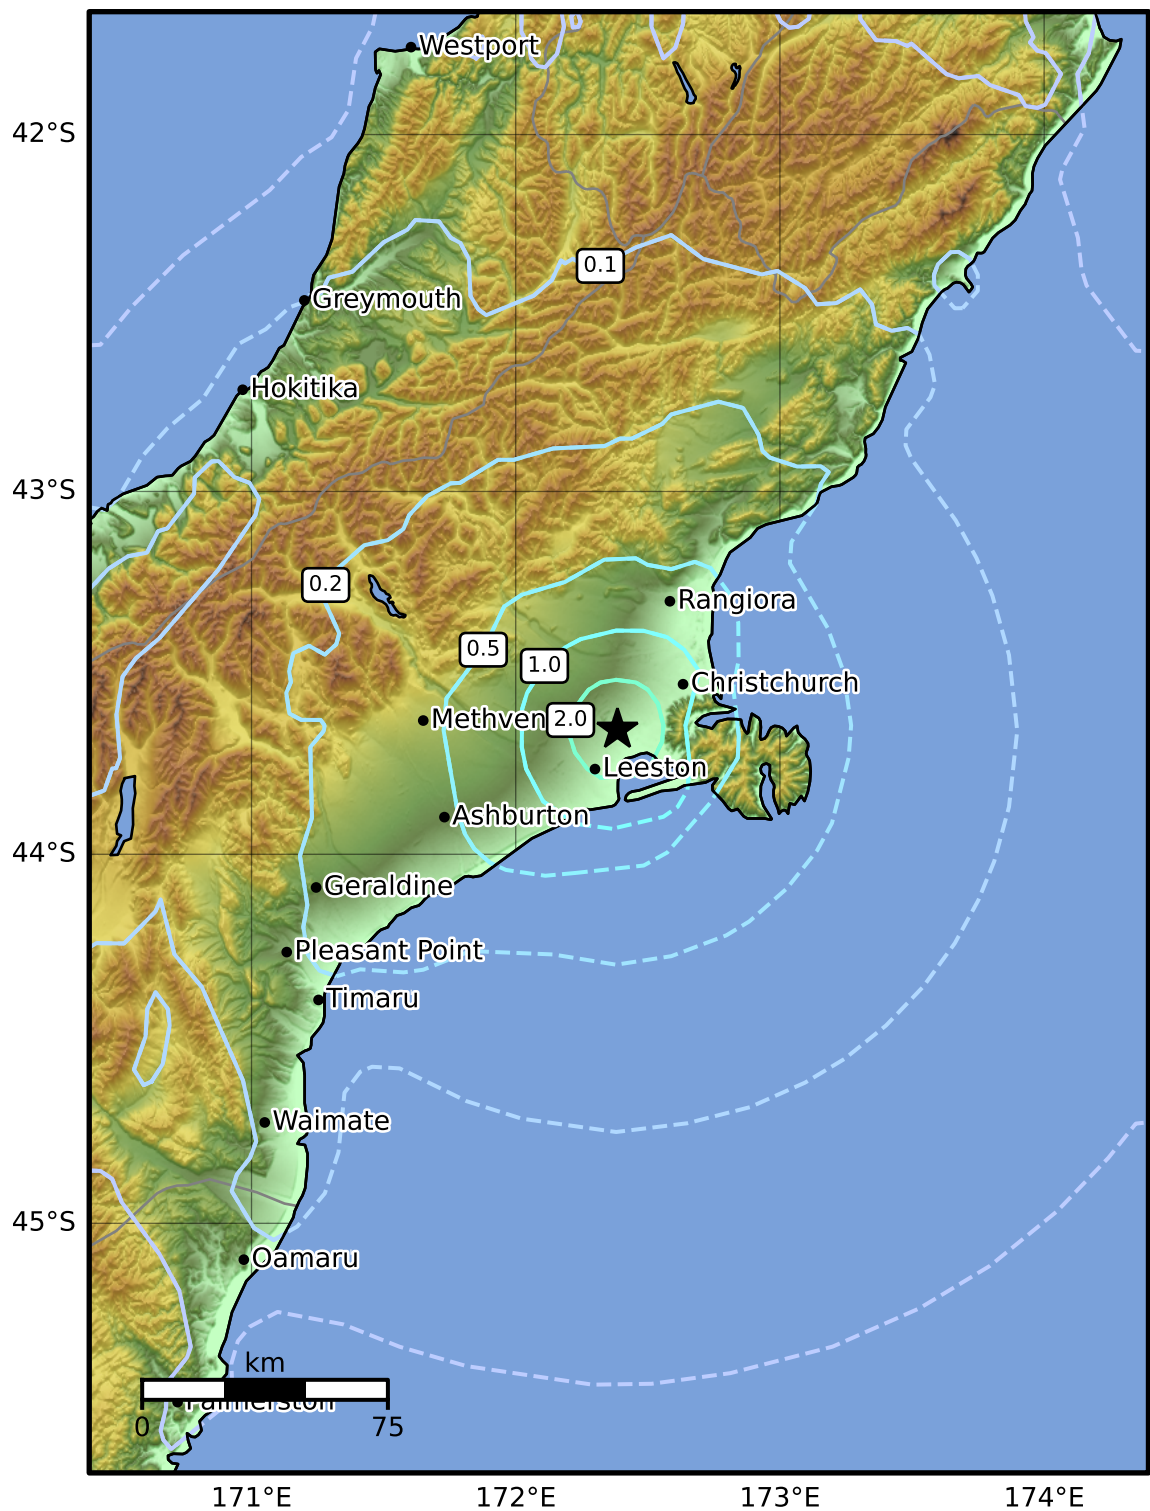 Westport
42°S
0.1
Greymouth
Hokitika
43°S
0.2
Rangiora
0.5
1.0
Christchurch
Methven
2.0
Leeston
Ashburton
44°S
Geraldine
Pleasant Point
Timaru
Waimate
45°S
Oamaru
km
Palmerston
0 75
171°E 172°E 173°E 174°E